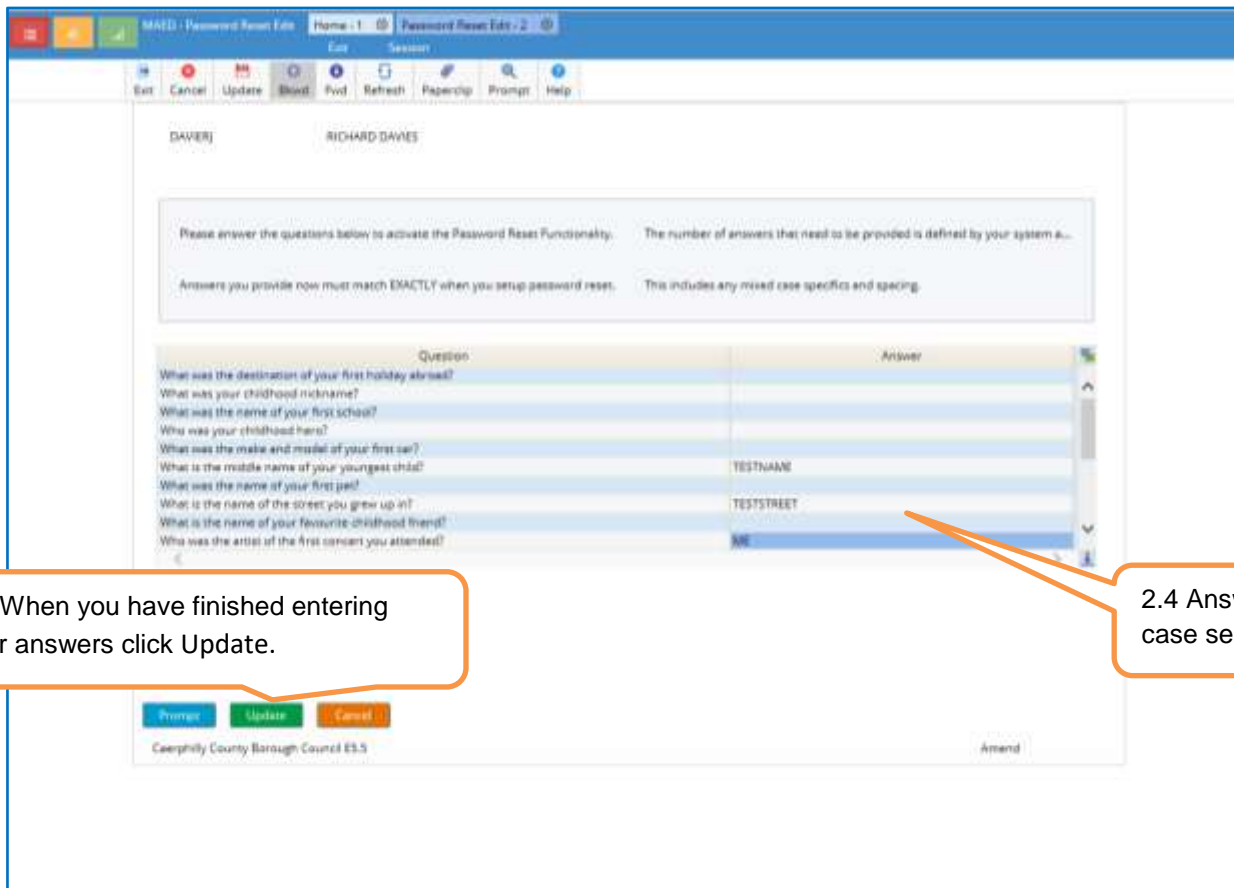 MAED - Password Reset Edit Home - 1 Password Reset Edit - 2
Exit Session
Exit Cancel Update Bkwd Fwd Refresh Paperclip Prompt Help
DAVIERJ RICHARD DAVIES
Please answer the questions below to activate the Password Reset Functionality. The number of answers that need to be provided is defined by your system a...
Answers you provide now must match EXACTLY when you setup password reset. This includes any mixed case specifics and spacing.
Question Answer
What was the destination of your first holiday abroad?
What was your childhood nickname?
What was the name of your first school?
Who was your childhood hero?
What was the make and model of your first car?
What is the middle name of your youngest child? TESTNAME
What was the name of your first pet?
What is the name of the street you grew up in? TESTSTREET
What is the name of your favourite childhood friend?
Who was the artist of the first concert you attended? ME
When you have finished entering
r answers click Update.
2.4 Ans
case se
Prompt Update Cancel
Caerphilly County Borough Council E5.5 Amend